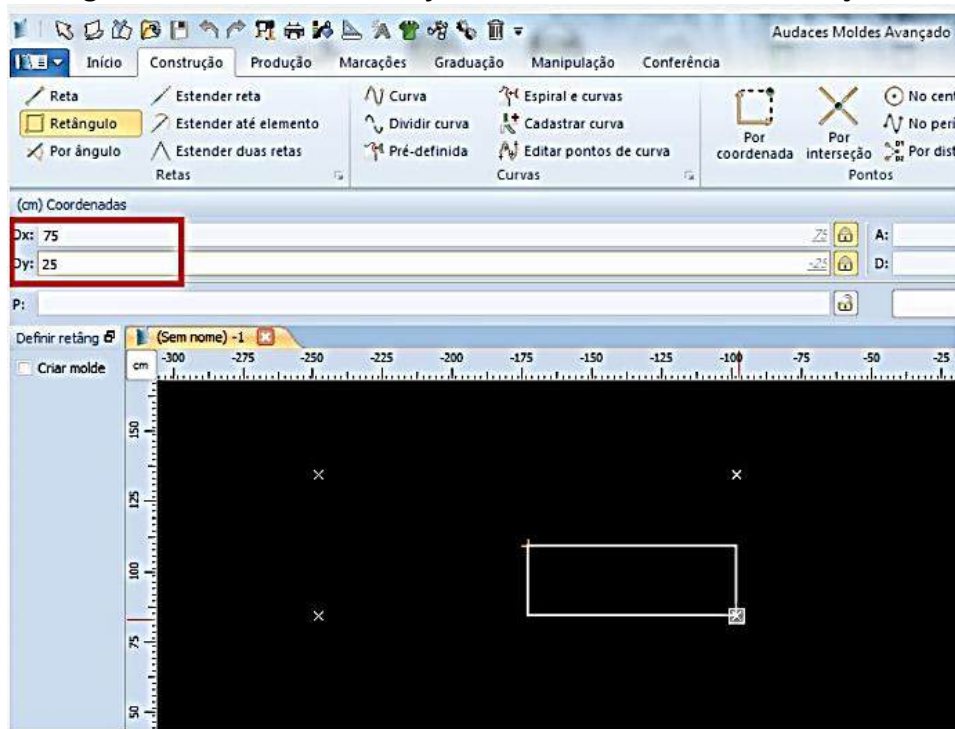 Audaces Moldes Avançado
Início Construção Produção Marcações Graduação Manipulação Conferência
Reta Estender reta Curva Espiral e curvas No cent
Retângulo Estender até elemento Dividir curva Cadastrar curva No perí
Por ângulo Estender duas retas Pré-definida Editar pontos de curva Por coordenada Por interseção Por dist
Retas Curvas Pontos
(cm) Coordenadas
Dx: 75 75 A:
Dy: 25 -25 D:
P:
Definir retâng (Sem nome) -1
Criar molde cm -300 -275 -250 -225 -200 -175 -150 -125 -100 -75 -50 -25
150
125
100
75
50